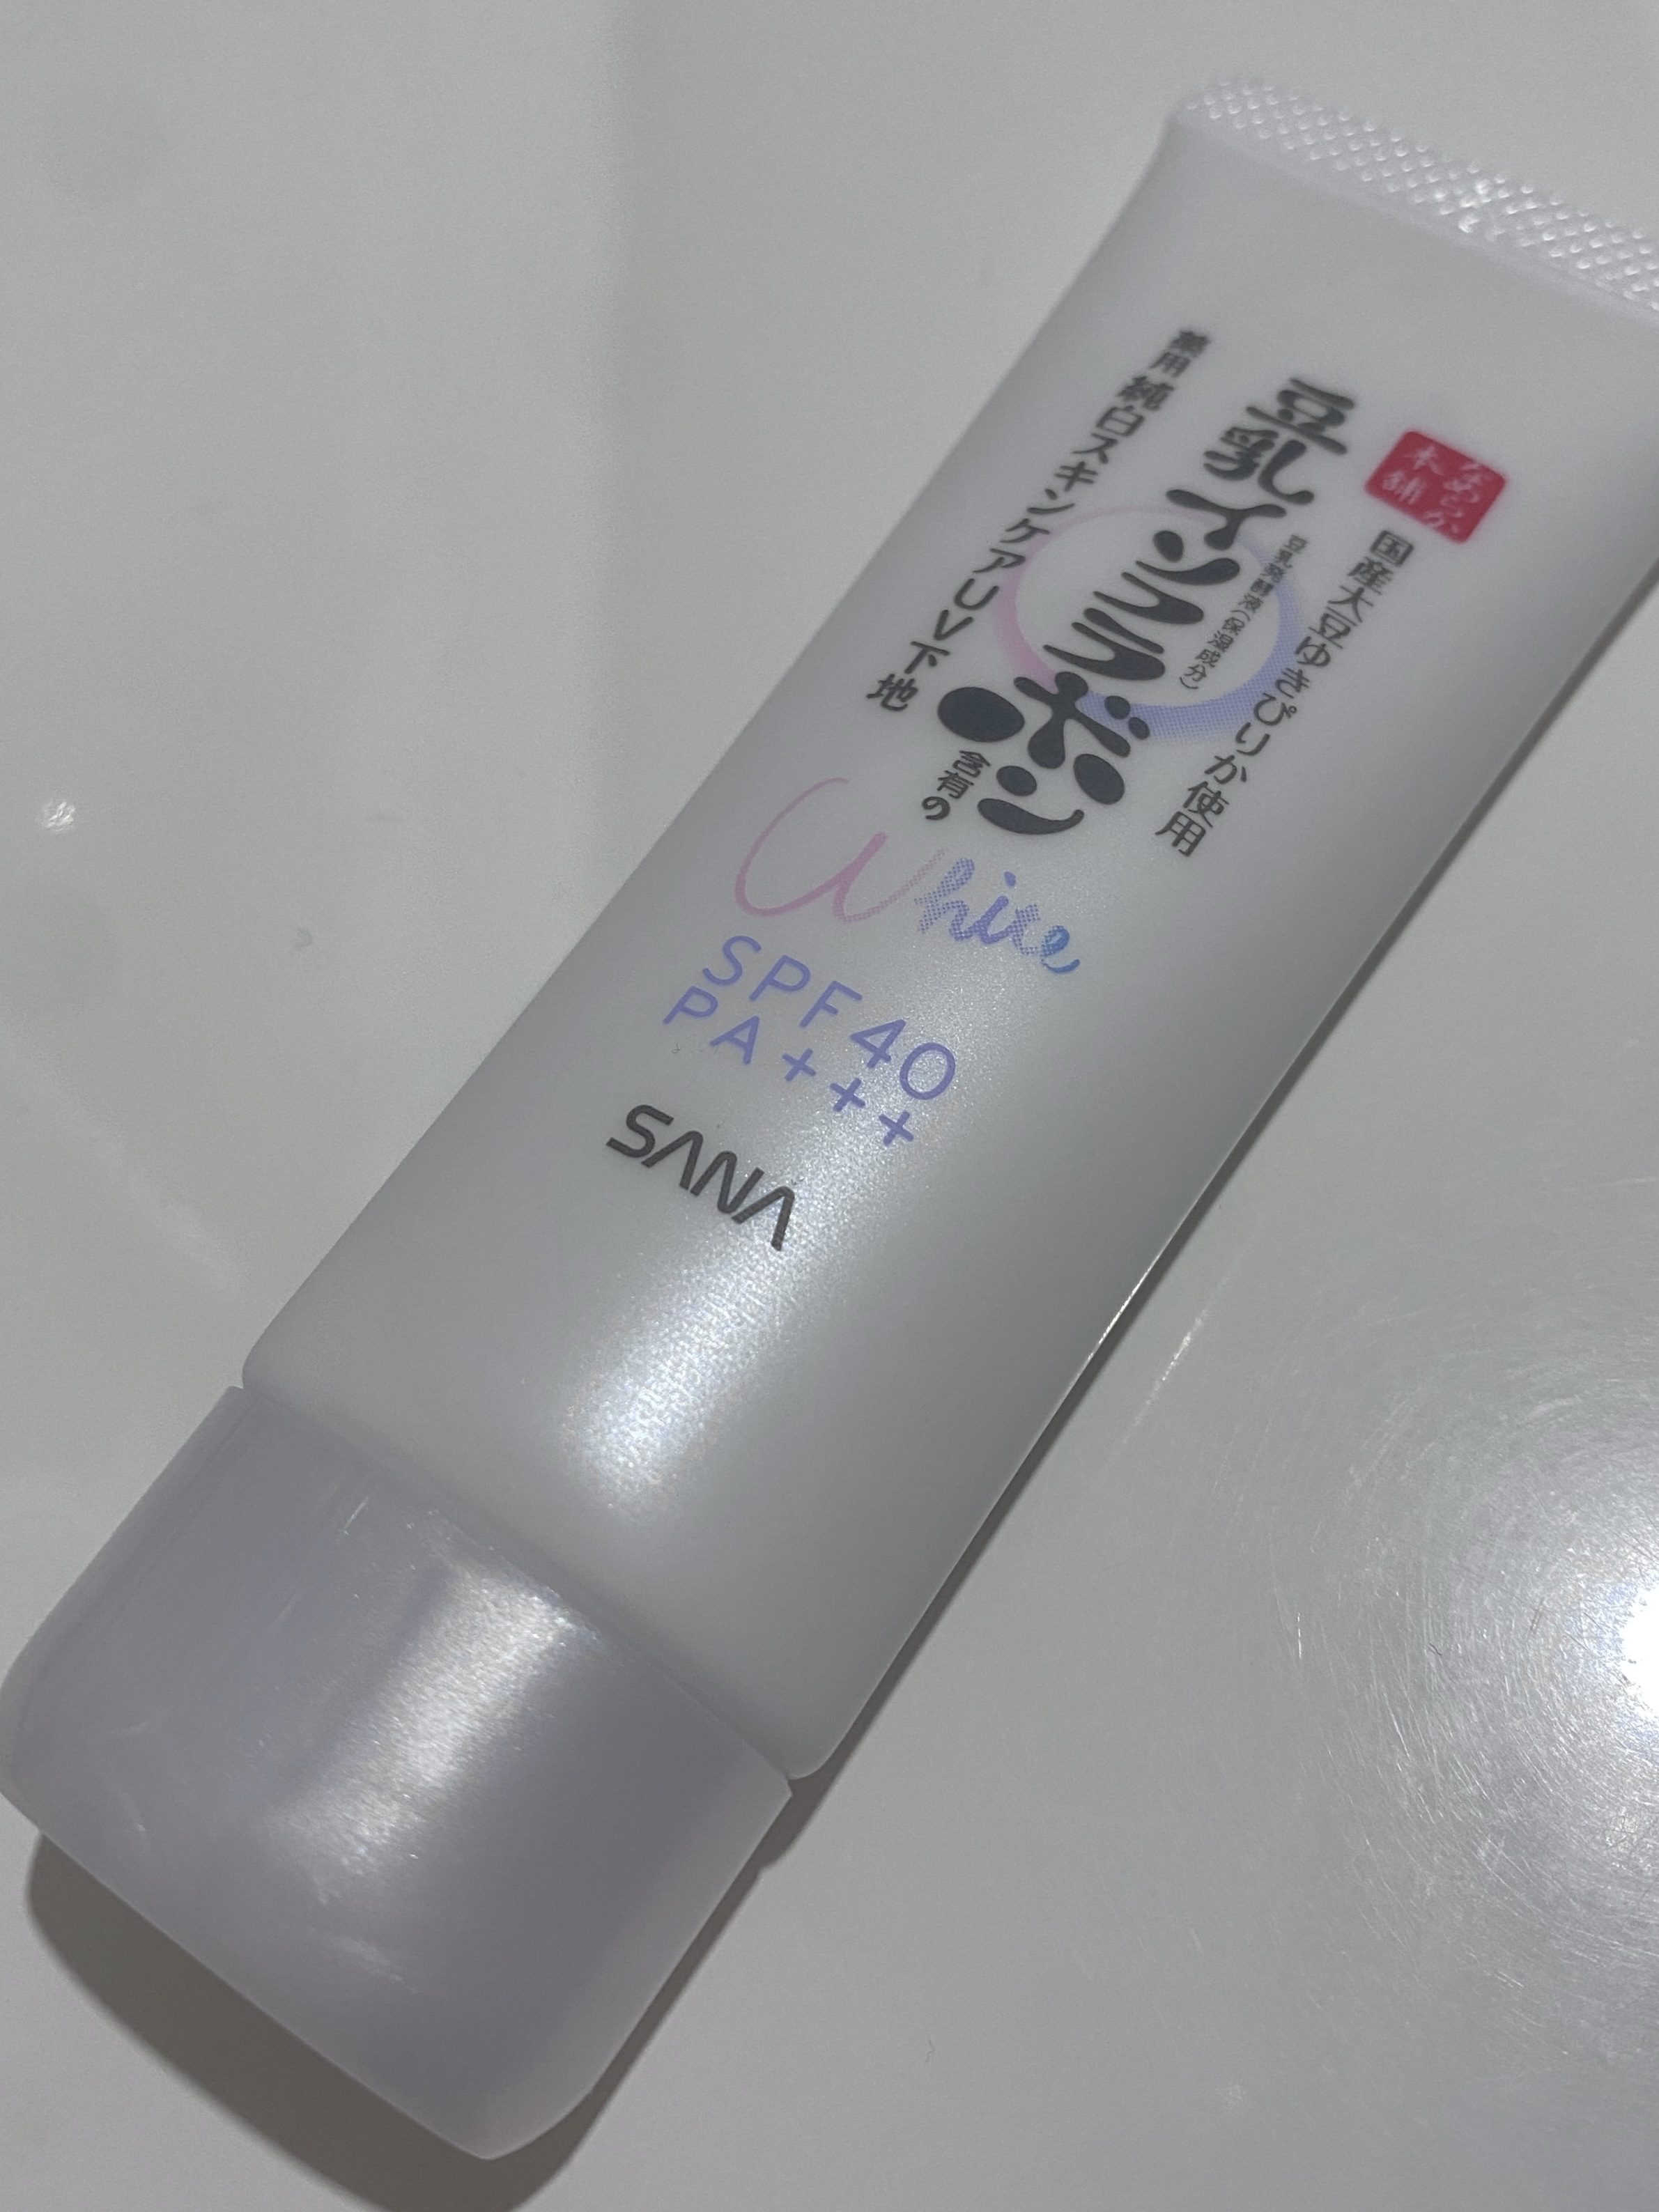 なめらか
本舗
国産大豆ゆきぴりか使用
豆乳発酵液(保湿成分)
豆乳イソフラボン
含有の
薬用 純白スキンケアUV下地
White
SPF40
PA+++
SANA